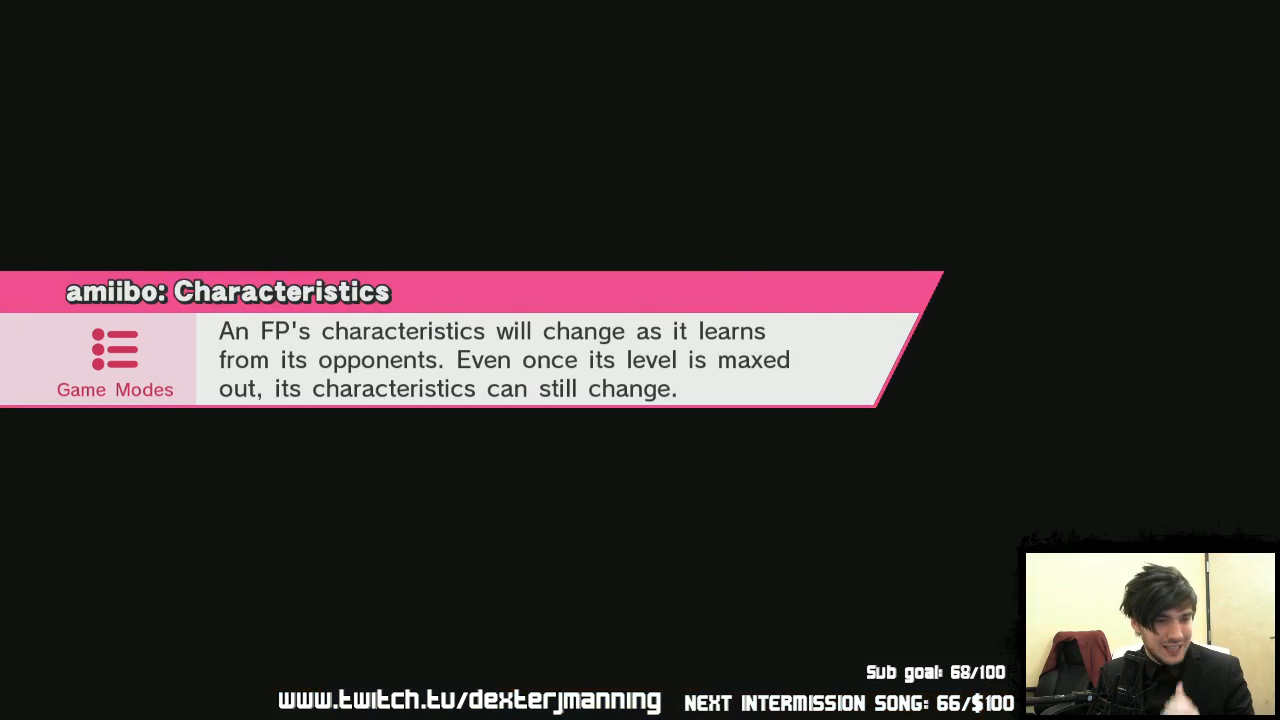 amiibo: Characteristics
Game Modes
An FP's characteristics will change as it learns
from its opponents. Even once its level is maxed
out, its characteristics can still change.
Sub goal: 68/100
www.twitch.tv/dexterjmanning
NEXT INTERMISSION SONG: 66/$100